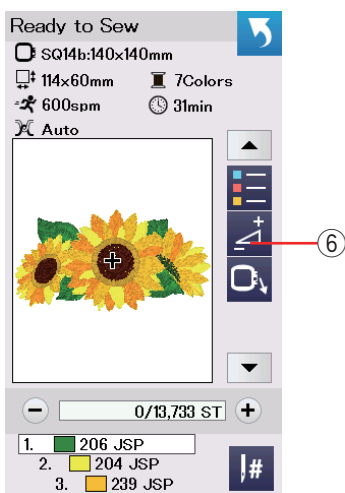 Ready to Sew
SQ14b:140x140mm
114x60mm 7Colors
600spm 31min
Auto
6
0/13,733 ST
1. 206 JSP
2. 204 JSP
3. 239 JSP
#